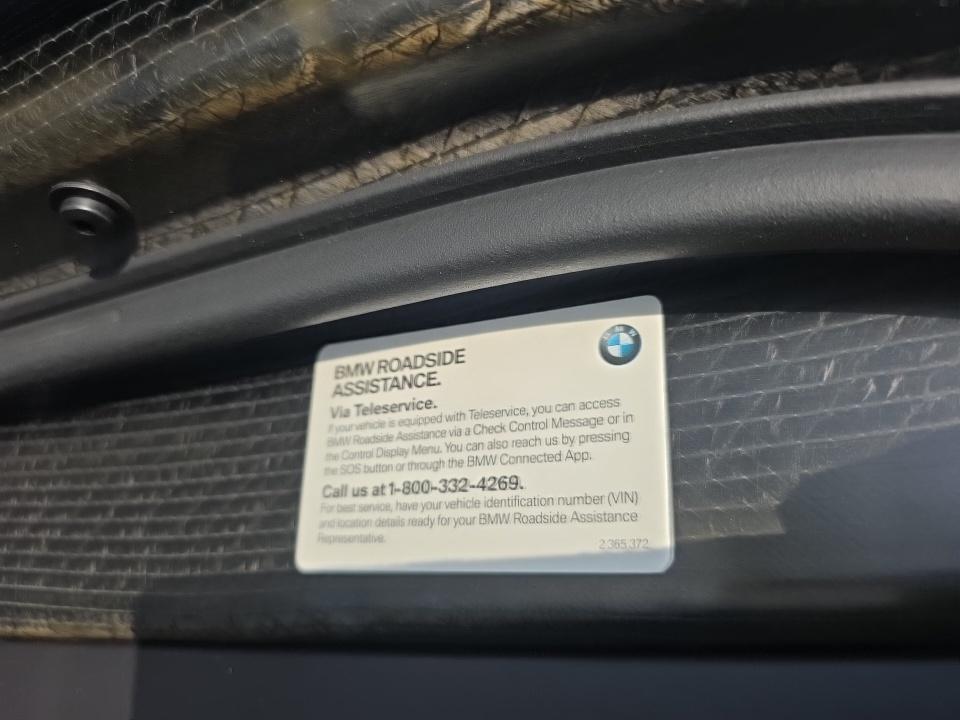 BMW
BMW ROADSIDE
ASSISTANCE.
Via Teleservice.
If your vehicle is equipped with Teleservice, you can access
BMW Roadside Assistance via a Check Control Message or in
the Control Display Menu. You can also reach us by pressing
the SOS button or through the BMW Connected App.
Call us at 1-800-332-4269.
For best service, have your vehicle identification number (VIN)
and location details ready for your BMW Roadside Assistance
Representative.
2 365 372